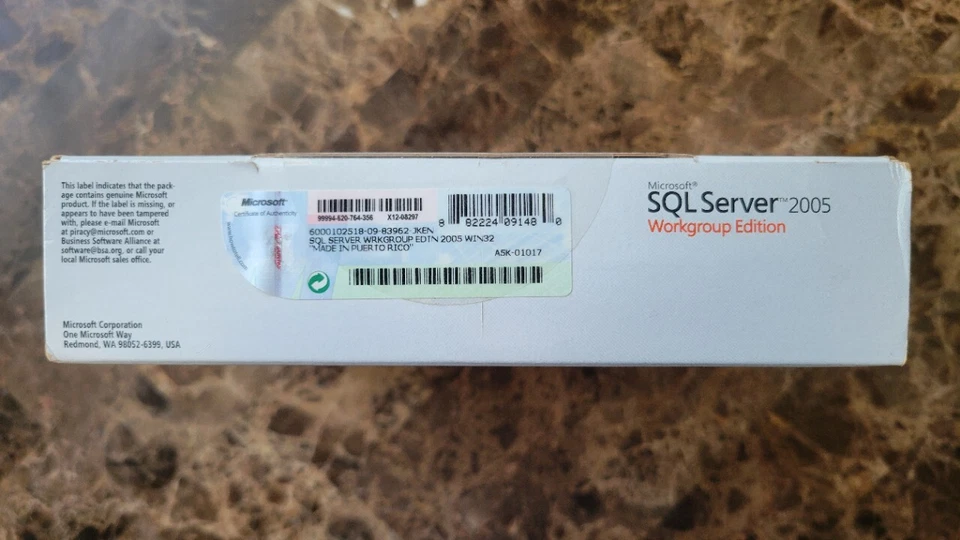 This label indicates that the pack-
age contains genuine Microsoft
product. If the label is missing, or
appears to have been tampered
with, please e-mail Microsoft
at piracy@microsoft.com or
Business Software Alliance at
software@bsa.org, or call your
local Microsoft sales office.
Microsoft Corporation
One Microsoft Way
Redmond, WA 98052-6399, USA
Microsoft®
Certificate of Authenticity
99994-620-764-356 X12-08297
8 82224 09148 0
6000102518-09-83962-JKEN
SQL SERVER WRKGROUP EDTN 2005 WIN32
"MADE IN PUERTO RICO"
A5K-01017
Microsoft®
SQL Server™ 2005
Workgroup Edition